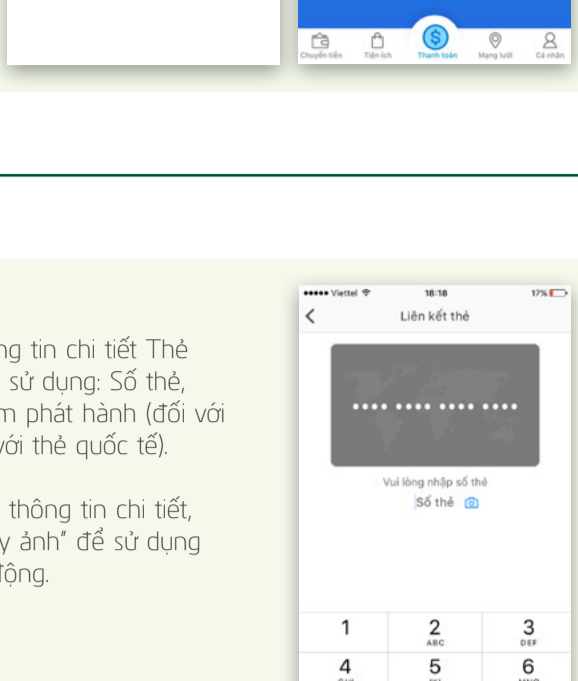 Chuyển tiền Tiện ích Thanh toán Mạng lưới Cá nhân
ng tin chi tiết Thẻ
sử dụng: Số thẻ,
m phát hành (đối với
với thẻ quốc tế).
thông tin chi tiết,
y ảnh” để sử dụng
động.
Viettel 18:18 17%
Liên kết thẻ
Vui lòng nhập số thẻ
Số thẻ
1 2 3
ABC DEF
4 5 6